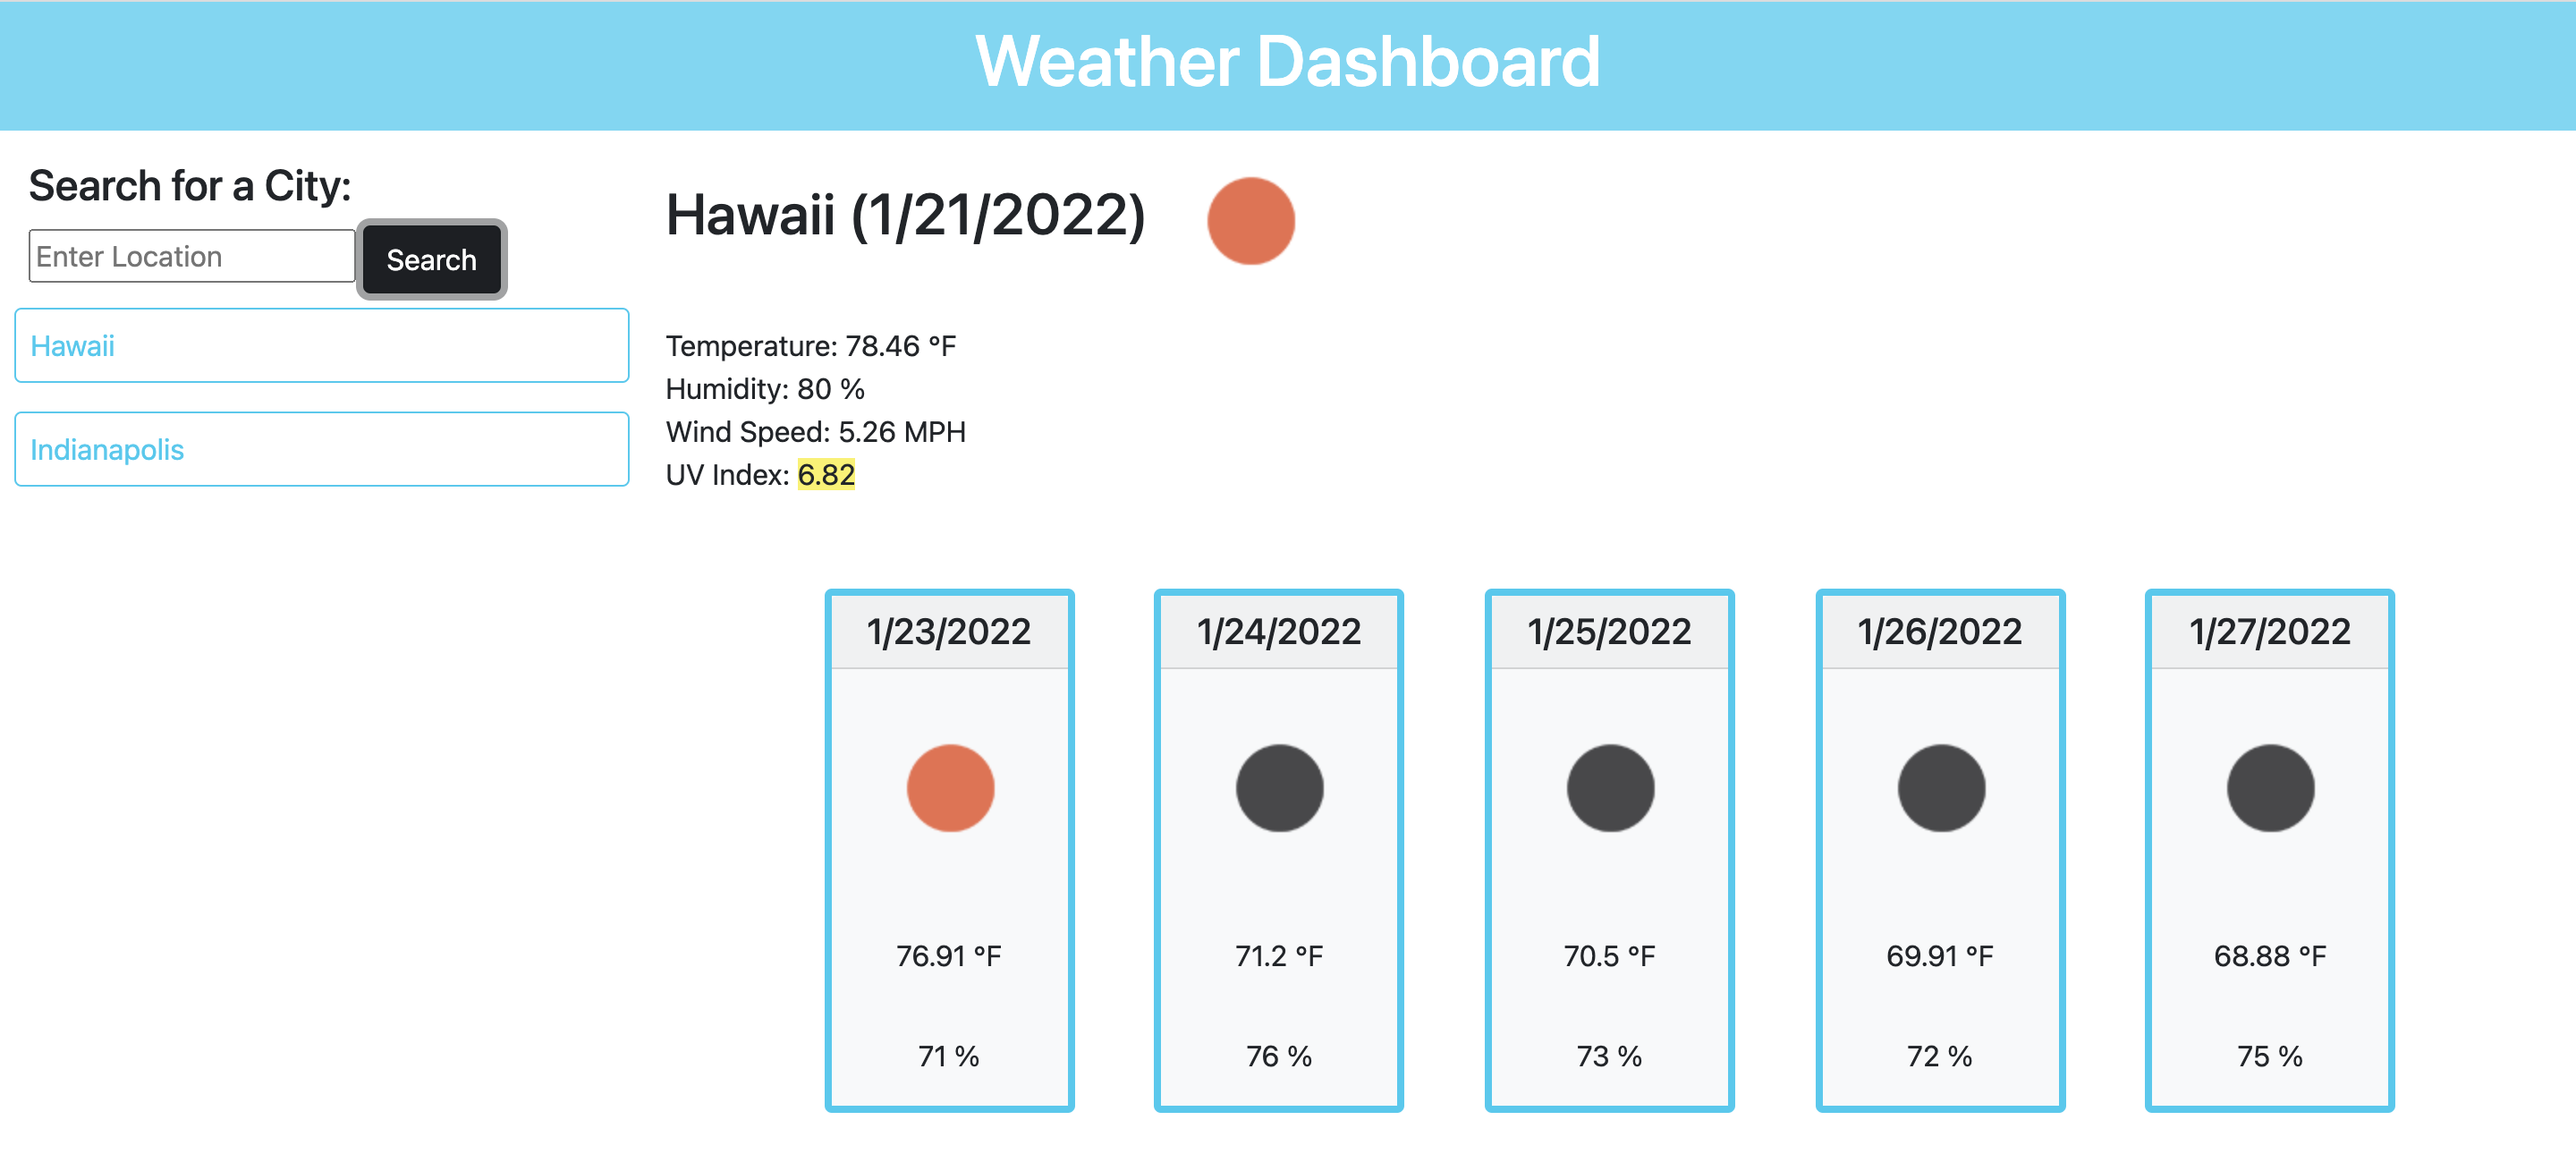 Weather Dashboard
Search for a City:
Enter Location
Search
Hawaii
Indianapolis
Hawaii (1/21/2022)
Temperature: 78.46 °F
Humidity: 80 %
Wind Speed: 5.26 MPH
UV Index: 6.82
1/23/2022
76.91 °F
71 %
1/24/2022
71.2 °F
76 %
1/25/2022
70.5 °F
73 %
1/26/2022
69.91 °F
72 %
1/27/2022
68.88 °F
75 %